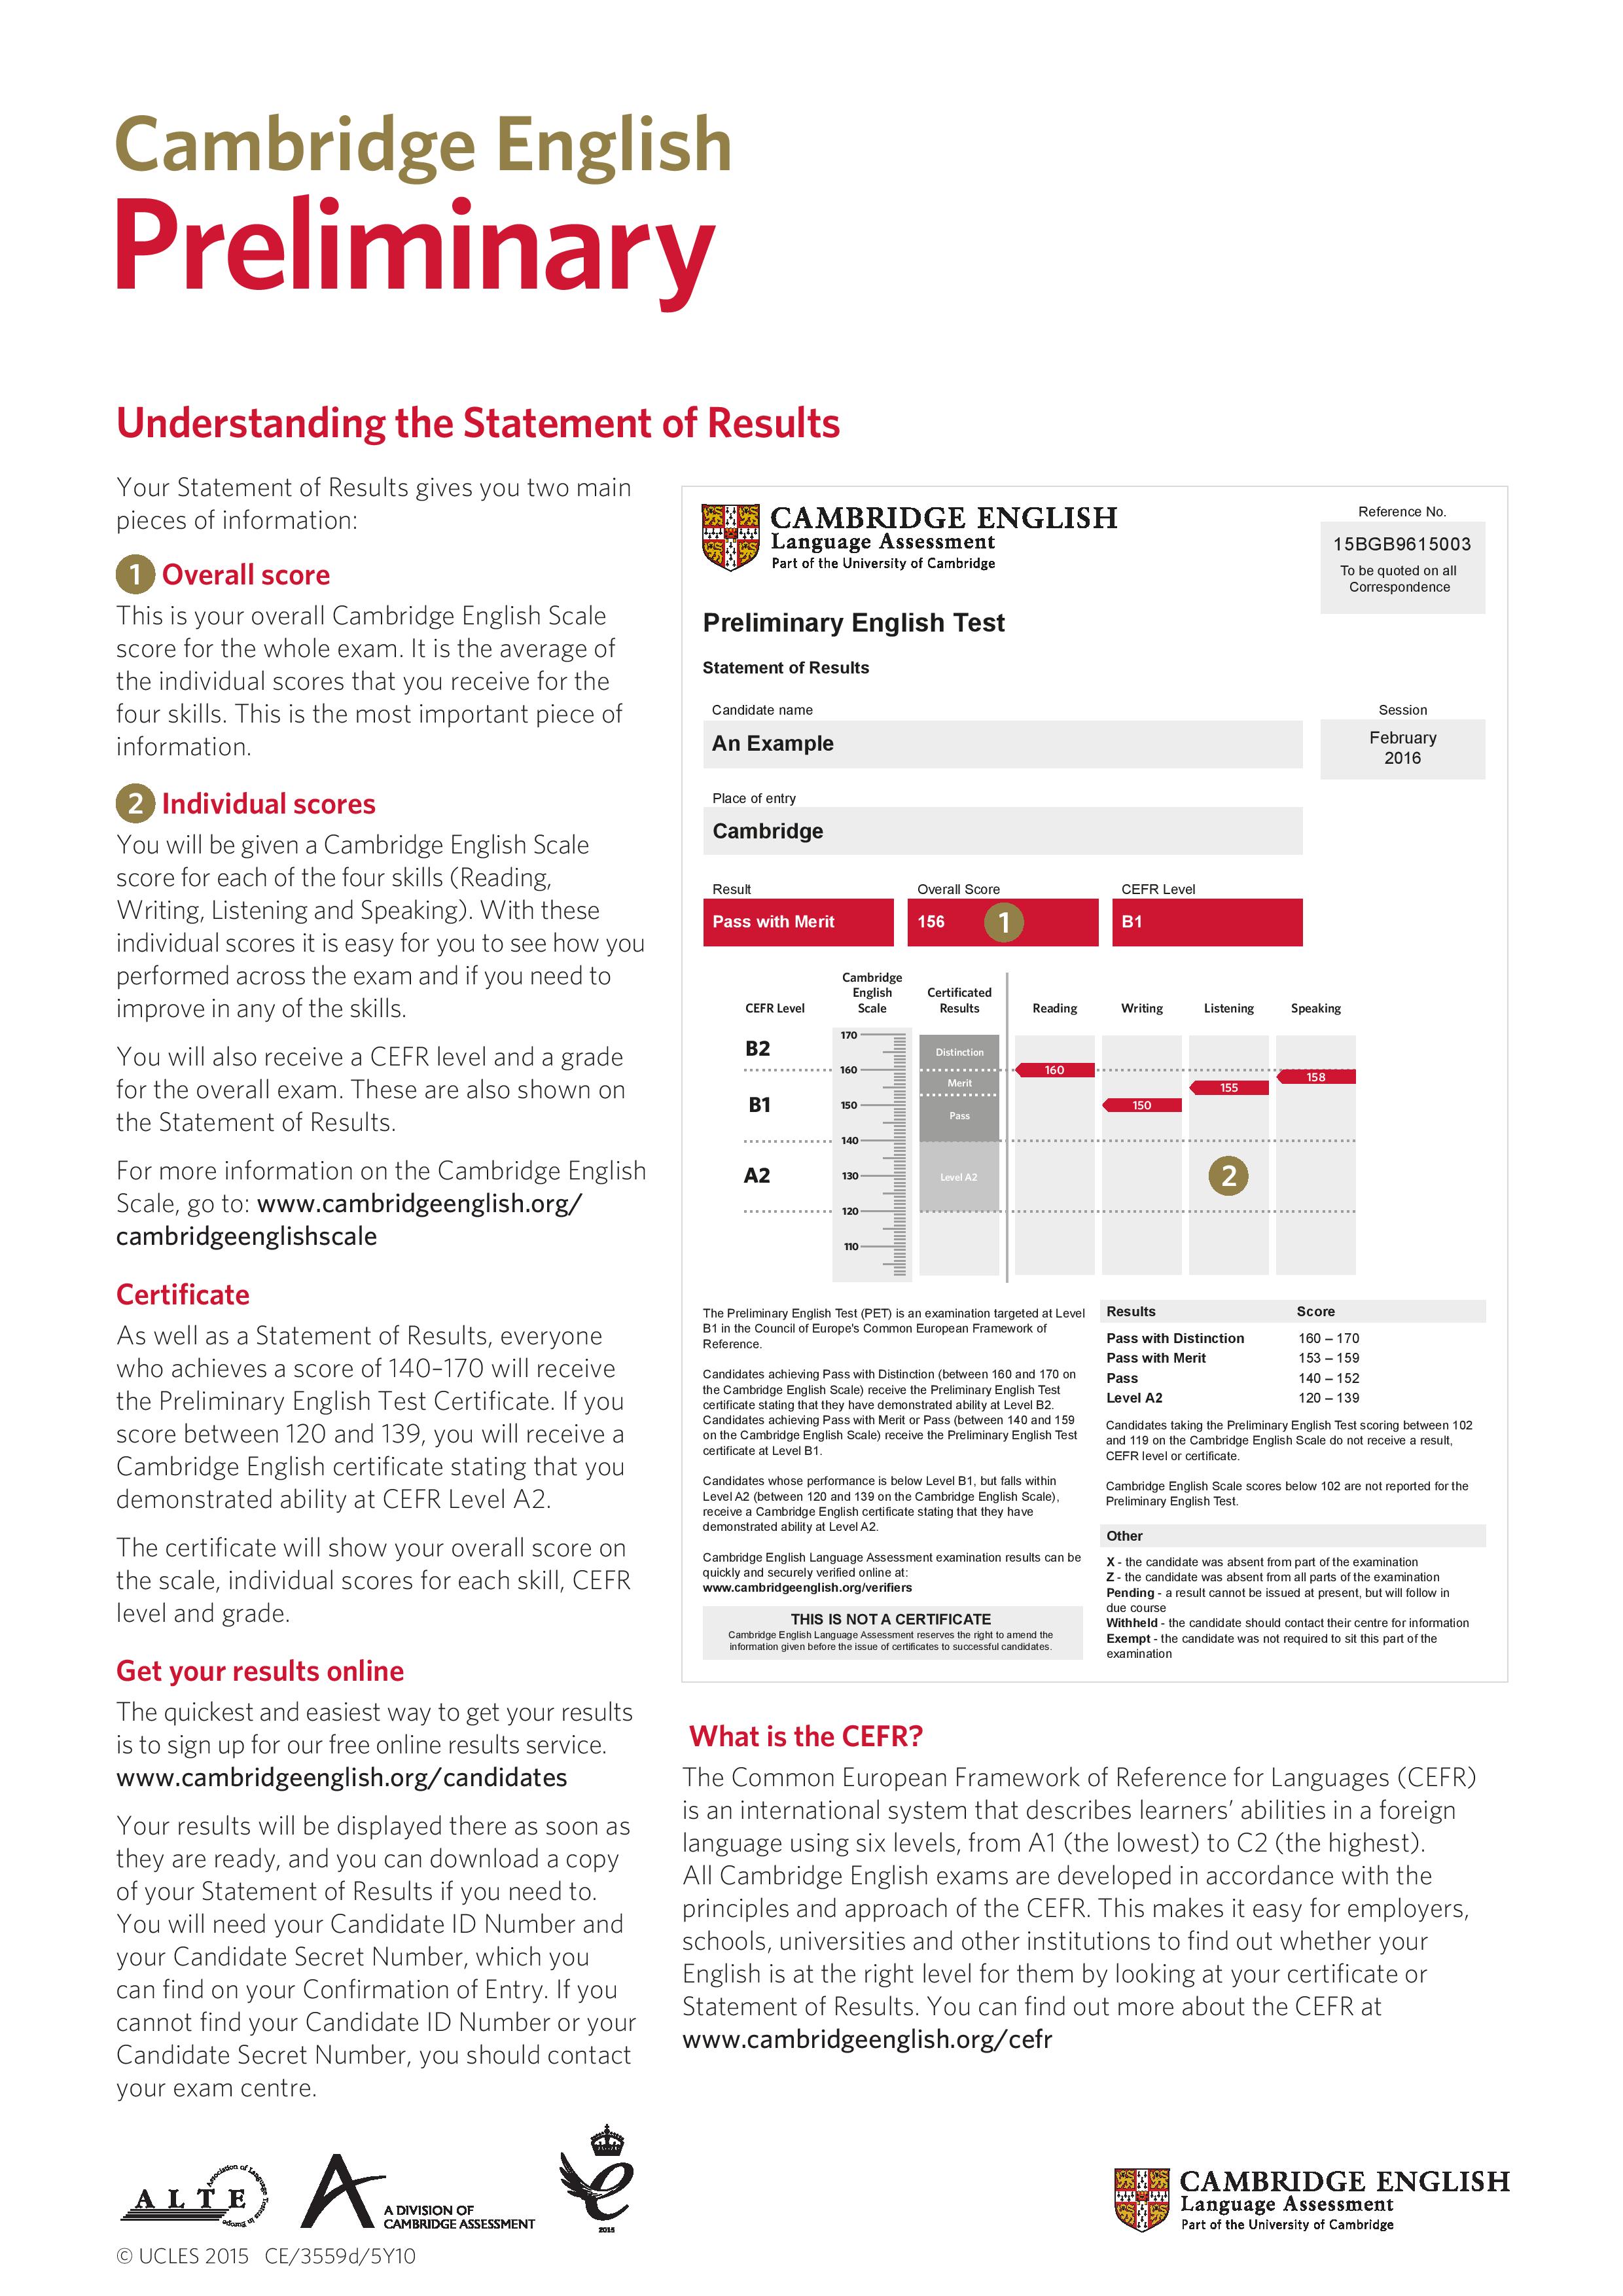 Cambridge English
Preliminary
Understanding the Statement of Results
Your Statement of Results gives you two main
pieces of information:
1 Overall score
This is your overall Cambridge English Scale
score for the whole exam. It is the average of
the individual scores that you receive for the
four skills. This is the most important piece of
information.
2 Individual scores
You will be given a Cambridge English Scale
score for each of the four skills (Reading,
Writing, Listening and Speaking). With these
individual scores it is easy for you to see how you
performed across the exam and if you need to
improve in any of the skills.
You will also receive a CEFR level and a grade
for the overall exam. These are also shown on
the Statement of Results.
For more information on the Cambridge English
Scale, go to: www.cambridgeenglish.org/
cambridgeenglishscale
Certificate
As well as a Statement of Results, everyone
who achieves a score of 140–170 will receive
the Preliminary English Test Certificate. If you
score between 120 and 139, you will receive a
Cambridge English certificate stating that you
demonstrated ability at CEFR Level A2.
The certificate will show your overall score on
the scale, individual scores for each skill, CEFR
level and grade.
Get your results online
The quickest and easiest way to get your results
is to sign up for our free online results service.
www.cambridgeenglish.org/candidates
Your results will be displayed there as soon as
they are ready, and you can download a copy
of your Statement of Results if you need to.
You will need your Candidate ID Number and
your Candidate Secret Number, which you
can find on your Confirmation of Entry. If you
cannot find your Candidate ID Number or your
Candidate Secret Number, you should contact
your exam centre.
CAMBRIDGE ENGLISH
Language Assessment
Part of the University of Cambridge
Reference No.
15BGB9615003
To be quoted on all
Correspondence
Preliminary English Test
Statement of Results
Candidate name
An Example
Session
February
2016
Place of entry
Cambridge
Result Overall Score CEFR Level
Pass with Merit 156 1 B1
CEFR Level
Cambridge
English
Scale
Certificated
Results
Reading Writing Listening Speaking
B2
B1
A2
170
160
150
140
130
120
110
Distinction
Merit
Pass
Level A2
160
150
155
158
2
The Preliminary English Test (PET) is an examination targeted at Level
B1 in the Council of Europe's Common European Framework of
Reference.
Candidates achieving Pass with Distinction (between 160 and 170 on
the Cambridge English Scale) receive the Preliminary English Test
certificate stating that they have demonstrated ability at Level B2.
Candidates achieving Pass with Merit or Pass (between 140 and 159
on the Cambridge English Scale) receive the Preliminary English Test
certificate at Level B1.
Candidates whose performance is below Level B1, but falls within
Level A2 (between 120 and 139 on the Cambridge English Scale),
receive a Cambridge English certificate stating that they have
demonstrated ability at Level A2.
Cambridge English Language Assessment examination results can be
quickly and securely verified online at:
www.cambridgeenglish.org/verifiers
THIS IS NOT A CERTIFICATE
Cambridge English Language Assessment reserves the right to amend the
information given before the issue of certificates to successful candidates.
Results Score
Pass with Distinction 160 – 170
Pass with Merit 153 – 159
Pass 140 – 152
Level A2 120 – 139
Candidates taking the Preliminary English Test scoring between 102
and 119 on the Cambridge English Scale do not receive a result,
CEFR level or certificate.
Cambridge English Scale scores below 102 are not reported for the
Preliminary English Test.
Other
X - the candidate was absent from part of the examination
Z - the candidate was absent from all parts of the examination
Pending - a result cannot be issued at present, but will follow in
due course
Withheld - the candidate should contact their centre for information
Exempt - the candidate was not required to sit this part of the
examination
What is the CEFR?
The Common European Framework of Reference for Languages (CEFR)
is an international system that describes learners’ abilities in a foreign
language using six levels, from A1 (the lowest) to C2 (the highest).
All Cambridge English exams are developed in accordance with the
principles and approach of the CEFR. This makes it easy for employers,
schools, universities and other institutions to find out whether your
English is at the right level for them by looking at your certificate or
Statement of Results. You can find out more about the CEFR at
www.cambridgeenglish.org/cefr
ALTE
Association of Language Testers in Europe
A DIVISION OF
CAMBRIDGE ASSESSMENT
2015
CAMBRIDGE ENGLISH
Language Assessment
Part of the University of Cambridge
© UCLES 2015 CE/3559d/5Y10